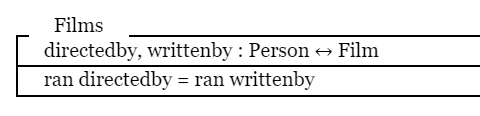 Films
directedby, writtenby : Person ↔ Film
ran directedby = ran writtenby